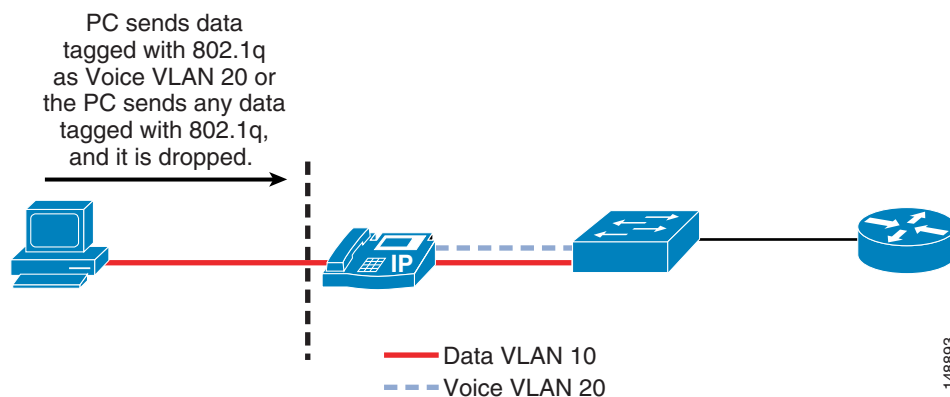 PC sends data
tagged with 802.1q
as Voice VLAN 20 or
the PC sends any data
tagged with 802.1q,
and it is dropped.
IP
Data VLAN 10
Voice VLAN 20
148893